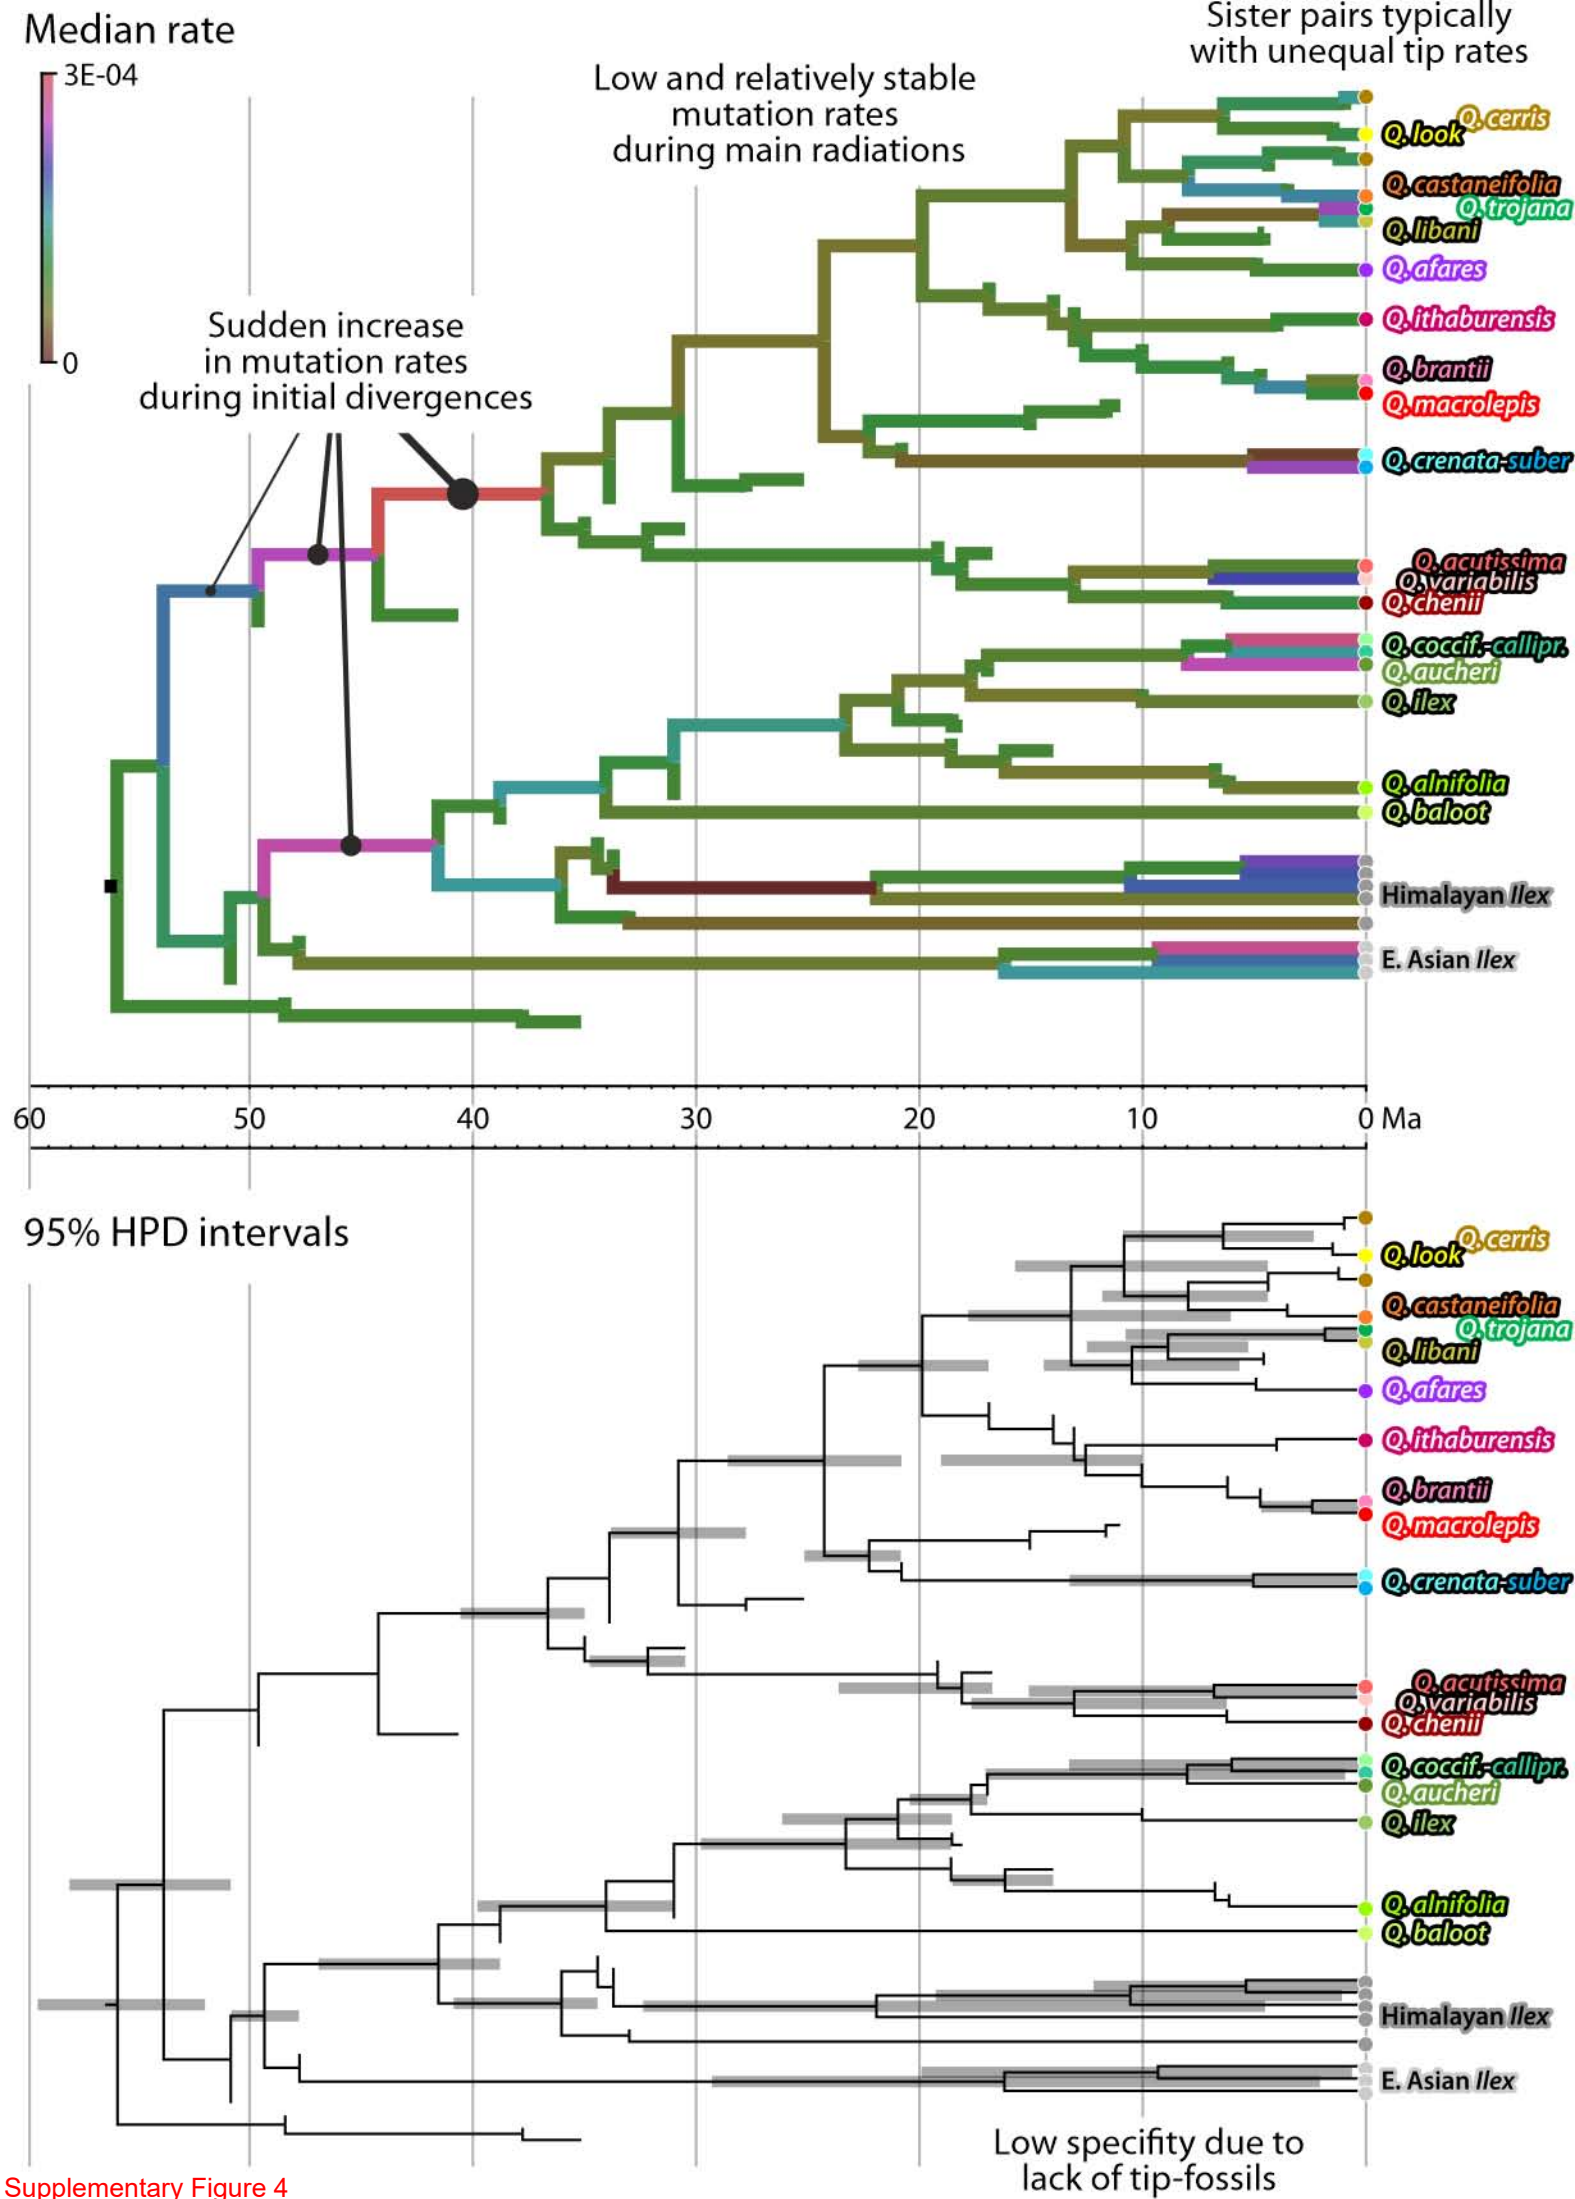 Median rate
3E-04
0
Sister pairs typically
with unequal tip rates
Low and relatively stable
mutation rates
during main radiations
Sudden increase
in mutation rates
during initial divergences
Q. cerris
Q. look
Q. castaneifolia
Q. trojana
Q. libani
Q. afares
Q. ithaburensis
Q. brantii
Q. macrolepis
Q. crenata-suber
Q. acutissima
Q. variabilis
Q. chenii
Q. coccif.-callipr.
Q. aucheri
Q. ilex
Q. alnifolia
Q. baloot
Himalayan Ilex
E. Asian Ilex
60 50 40 30 20 10 0 Ma
95% HPD intervals
Q. cerris
Q. look
Q. castaneifolia
Q. trojana
Q. libani
Q. afares
Q. ithaburensis
Q. brantii
Q. macrolepis
Q. crenata-suber
Q. acutissima
Q. variabilis
Q. chenii
Q. coccif.-callipr.
Q. aucheri
Q. ilex
Q. alnifolia
Q. baloot
Himalayan Ilex
E. Asian Ilex
Low specifity due to
lack of tip-fossils
Supplementary Figure 4